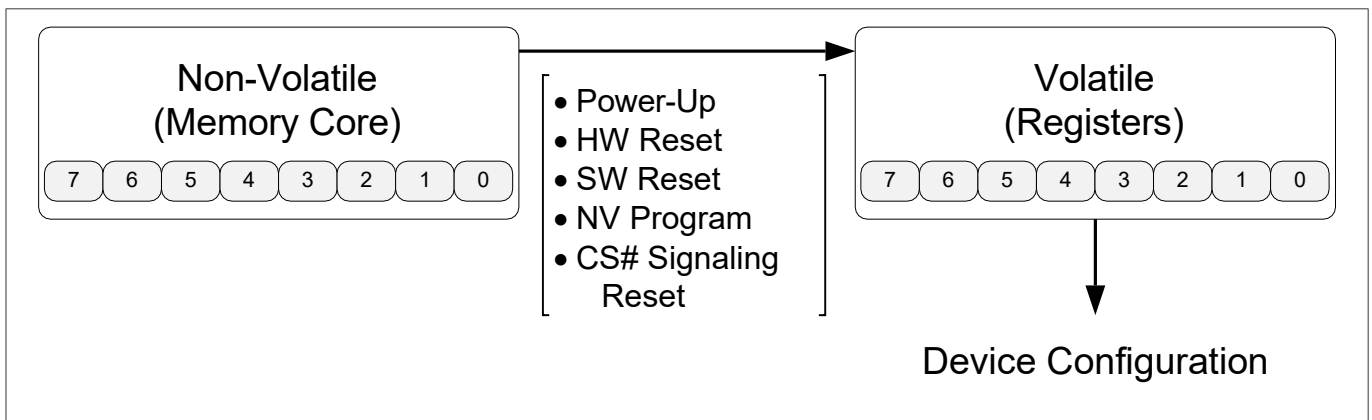 Non-Volatile
(Memory Core)
7 6 5 4 3 2 1 0
• Power-Up
• HW Reset
• SW Reset
• NV Program
• CS# Signaling
Reset
Volatile
(Registers)
7 6 5 4 3 2 1 0
Device Configuration